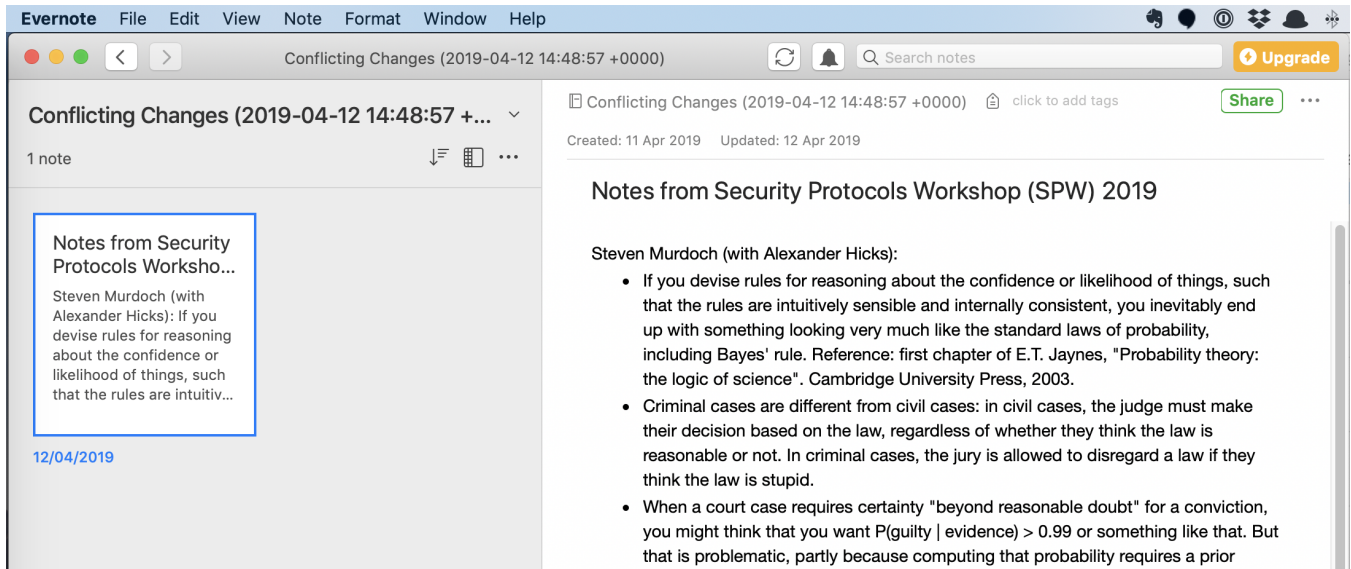 Evernote File Edit View Note Format Window Help
Conflicting Changes (2019-04-12 14:48:57 +0000)
Search notes
Upgrade
Conflicting Changes (2019-04-12 14:48:57 +...
1 note
Notes from Security
Protocols Worksho...
Steven Murdoch (with
Alexander Hicks): If you
devise rules for reasoning
about the confidence or
likelihood of things, such
that the rules are intuitiv...
12/04/2019
Conflicting Changes (2019-04-12 14:48:57 +0000) click to add tags
Share
Created: 11 Apr 2019 Updated: 12 Apr 2019
Notes from Security Protocols Workshop (SPW) 2019
Steven Murdoch (with Alexander Hicks):
• If you devise rules for reasoning about the confidence or likelihood of things, such
that the rules are intuitively sensible and internally consistent, you inevitably end
up with something looking very much like the standard laws of probability,
including Bayes' rule. Reference: first chapter of E.T. Jaynes, "Probability theory:
the logic of science". Cambridge University Press, 2003.
• Criminal cases are different from civil cases: in civil cases, the judge must make
their decision based on the law, regardless of whether they think the law is
reasonable or not. In criminal cases, the jury is allowed to disregard a law if they
think the law is stupid.
• When a court case requires certainty "beyond reasonable doubt" for a conviction,
you might think that you want P(guilty | evidence) > 0.99 or something like that. But
that is problematic, partly because computing that probability requires a prior